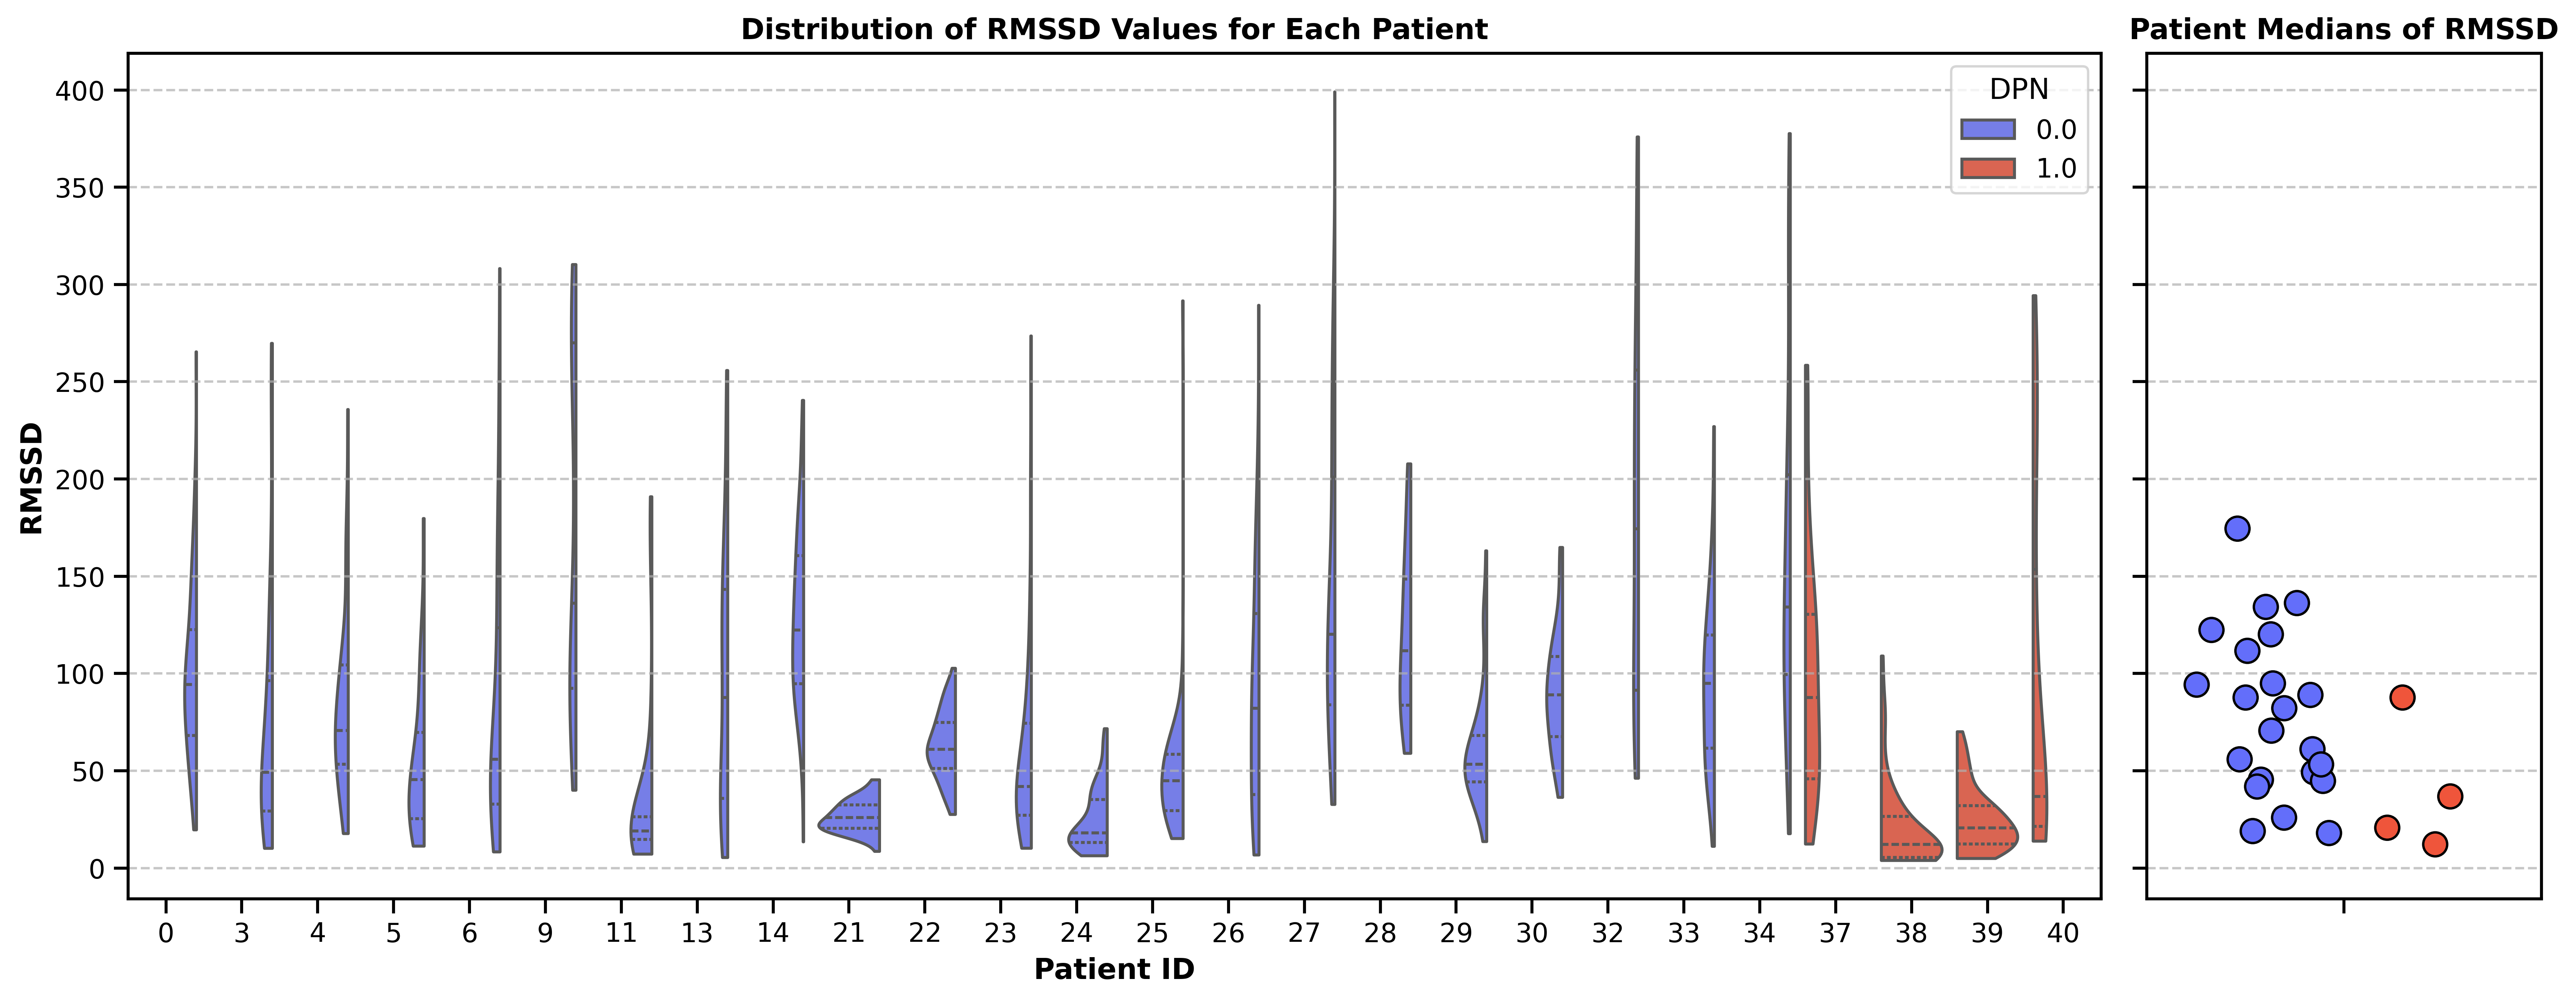 Distribution of RMSSD Values for Each Patient
Patient Medians of RMSSD
RMSSD
400
350
300
250
200
150
100
50
0
DPN
0.0
1.0
0 3 4 5 6 9 11 13 14 21 22 23 24 25 26 27 28 29 30 32 33 34 37 38 39 40
Patient ID